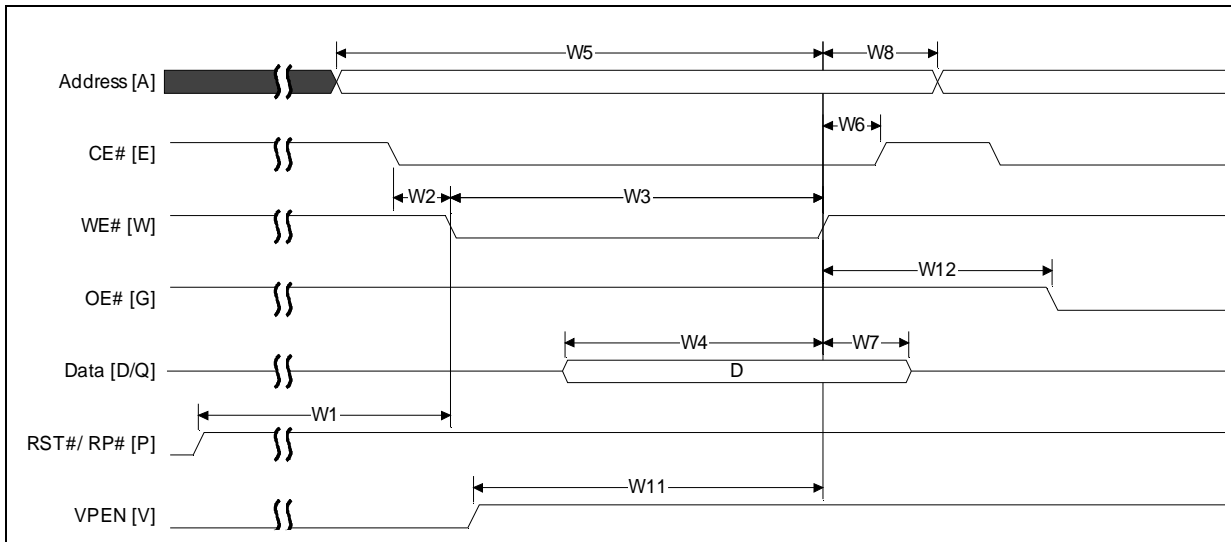 W5
W8
Address [A]
W6
CE# [E]
W2
W3
WE# [W]
W12
OE# [G]
W4
W7
Data [D/Q]
D
W1
RST#/ RP# [P]
W11
VPEN [V]